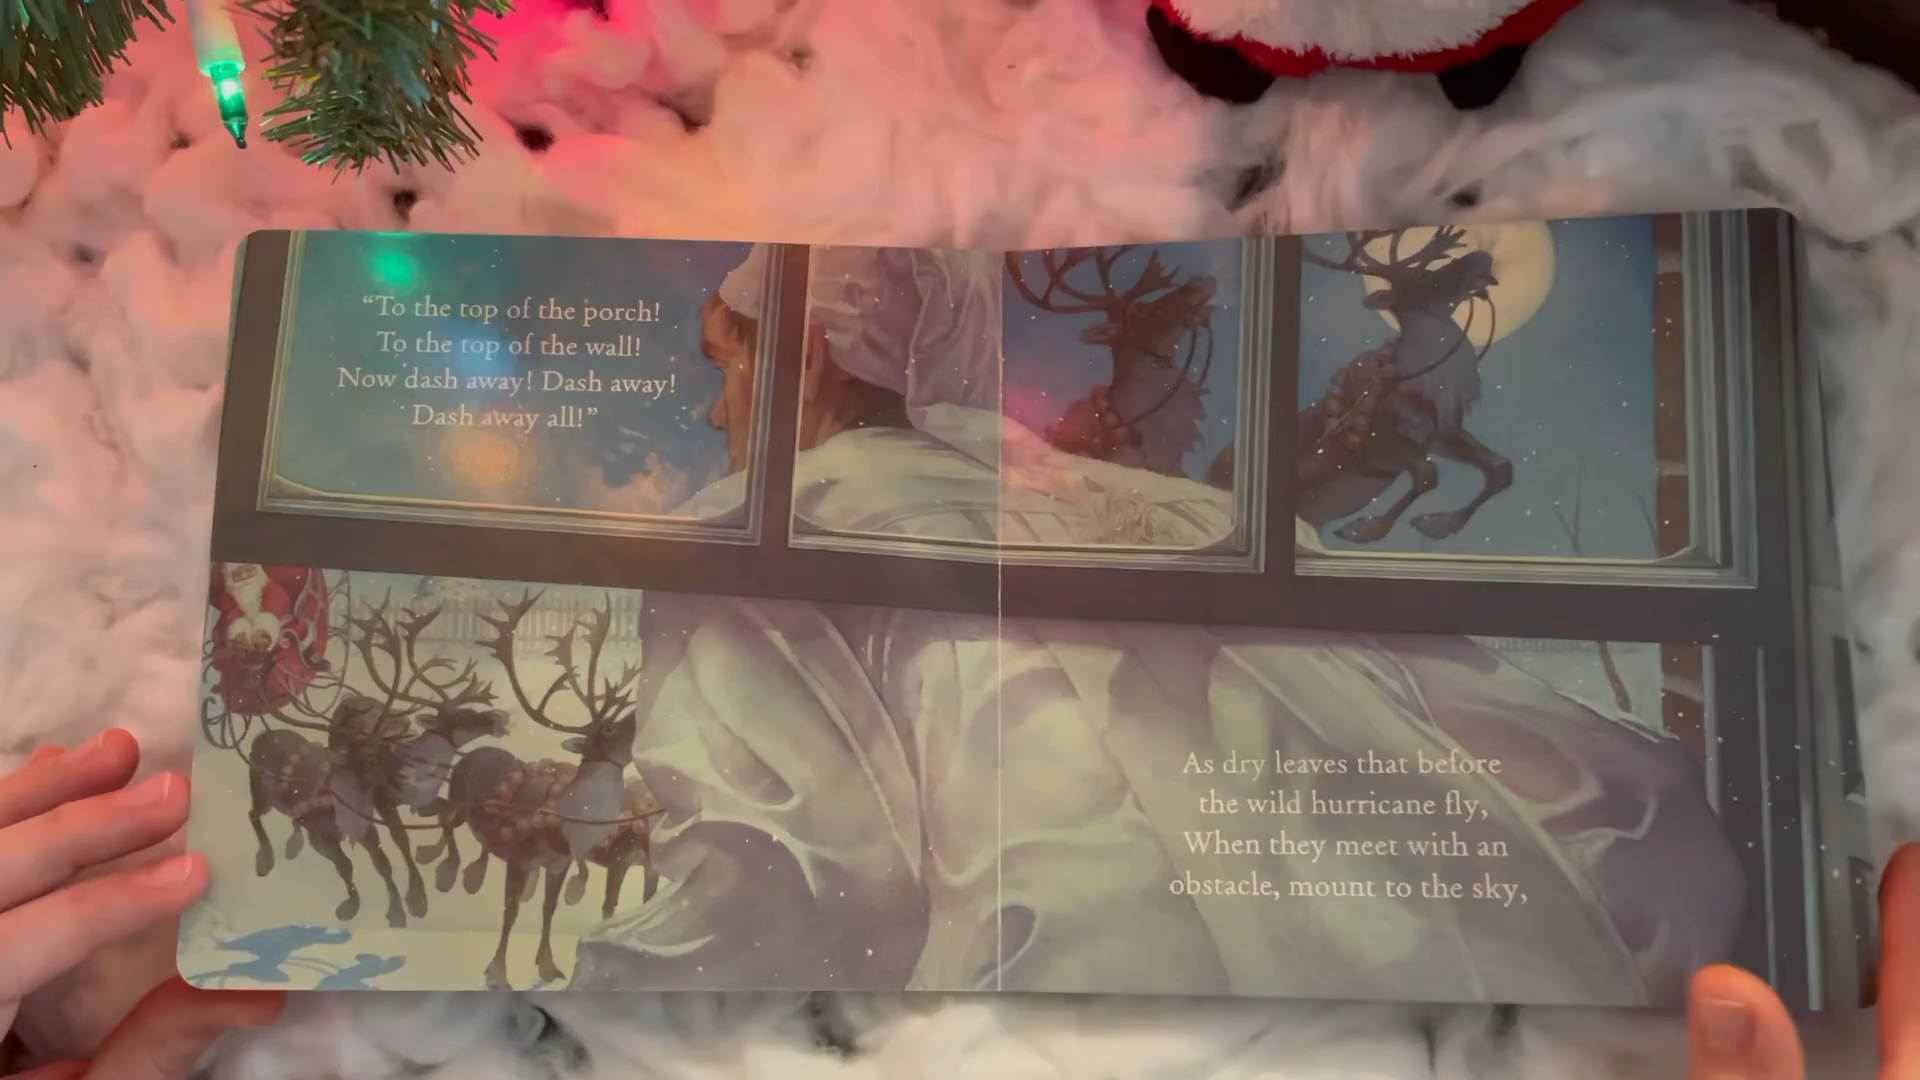 “To the top of the porch!
To the top of the wall!
Now dash away! Dash away!
Dash away all!”
As dry leaves that before
the wild hurricane fly,
When they meet with an
obstacle, mount to the sky,